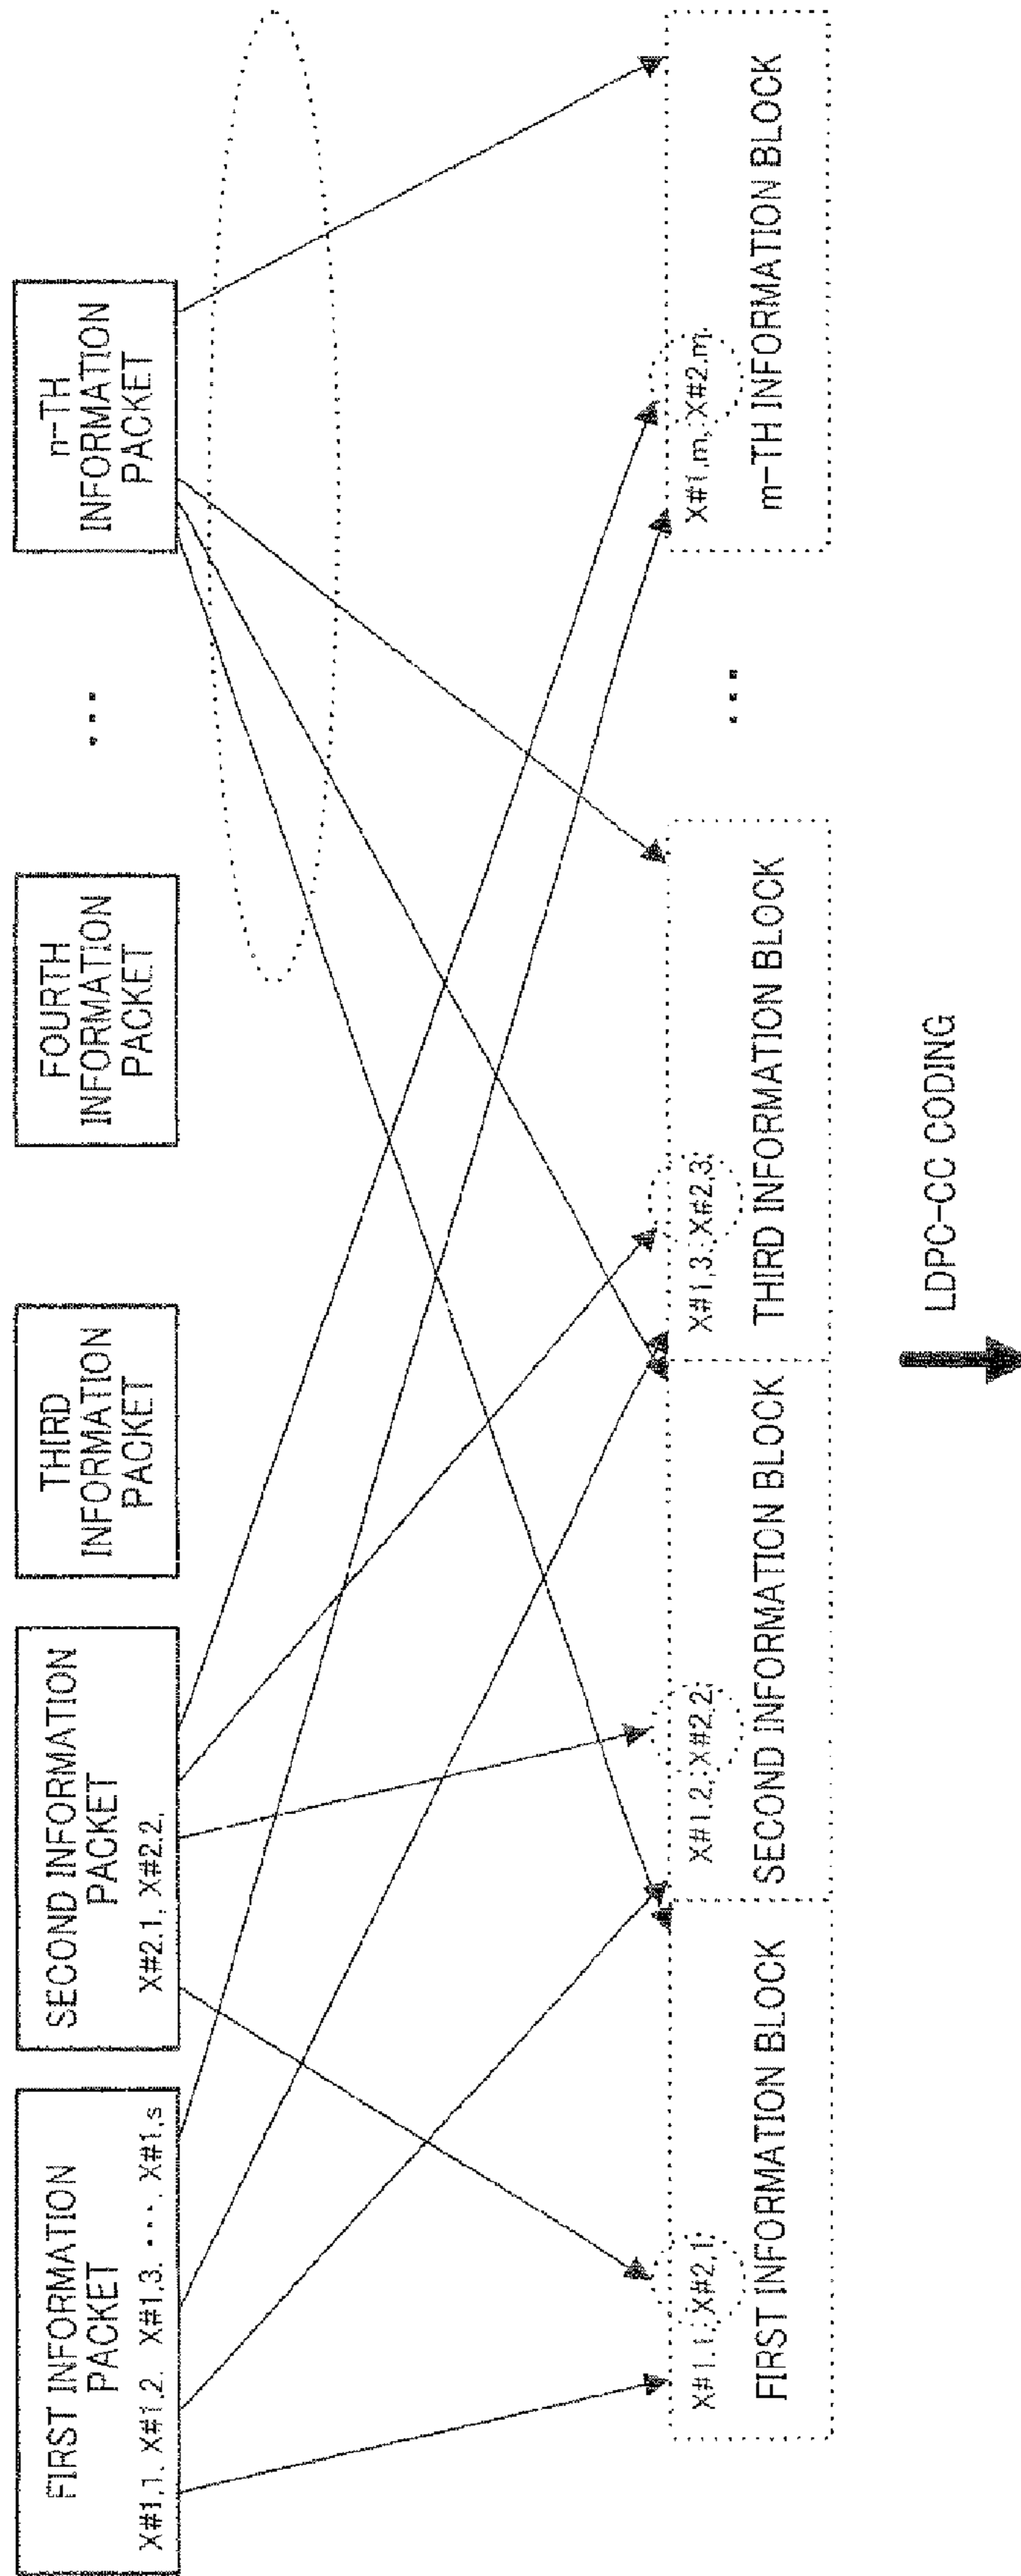 FIRST INFORMATION
PACKET
X#1,1, X#1,2, X#1,3, ···, X#1,s
SECOND INFORMATION
PACKET
X#2,1, X#2,2,
THIRD
INFORMATION
PACKET
FOURTH
INFORMATION
PACKET
...
n-TH
INFORMATION
PACKET
X#1,1, X#2,1,
FIRST INFORMATION BLOCK
X#1,2, X#2,2,
SECOND INFORMATION BLOCK
X#1,3, X#2,3,
THIRD INFORMATION BLOCK
...
X#1,m, X#2,m,
m-TH INFORMATION BLOCK
LDPC-CC CODING